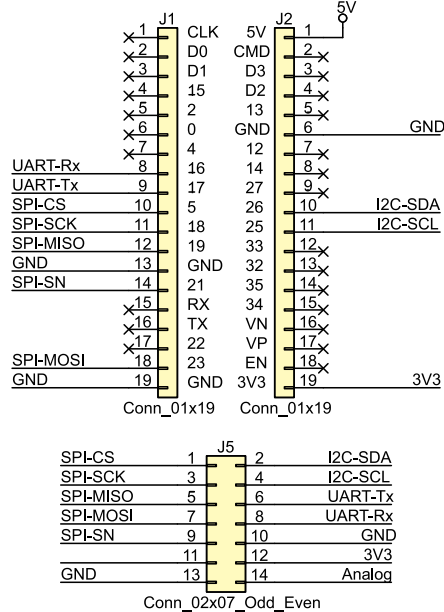 J1 J2 5V
1 CLK 5V 1
2 D0 CMD 2
3 D1 D3 3
4 15 D2 4
5 2 13 5
6 0 GND 6 GND
7 4 12 7
UART-Rx 8 16 14 8
UART-Tx 9 17 27 9
SPI-CS 10 5 26 10 I2C-SDA
SPI-SCK 11 18 25 11 I2C-SCL
SPI-MISO 12 19 33 12
GND 13 GND 32 13
SPI-SN 14 21 35 14
15 RX 34 15
16 TX VN 16
17 22 VP 17
SPI-MOSI 18 23 EN 18
GND 19 GND 3V3 19 3V3
Conn_01x19 Conn_01x19
J5
SPI-CS 1 2 I2C-SDA
SPI-SCK 3 4 I2C-SCL
SPI-MISO 5 6 UART-Tx
SPI-MOSI 7 8 UART-Rx
SPI-SN 9 10 GND
11 12 3V3
GND 13 14 Analog
Conn_02x07_Odd_Even